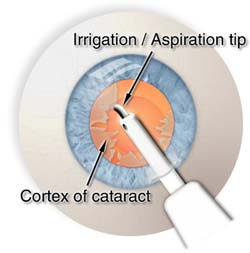 Irrigation / Aspiration tip
Cortex of cataract